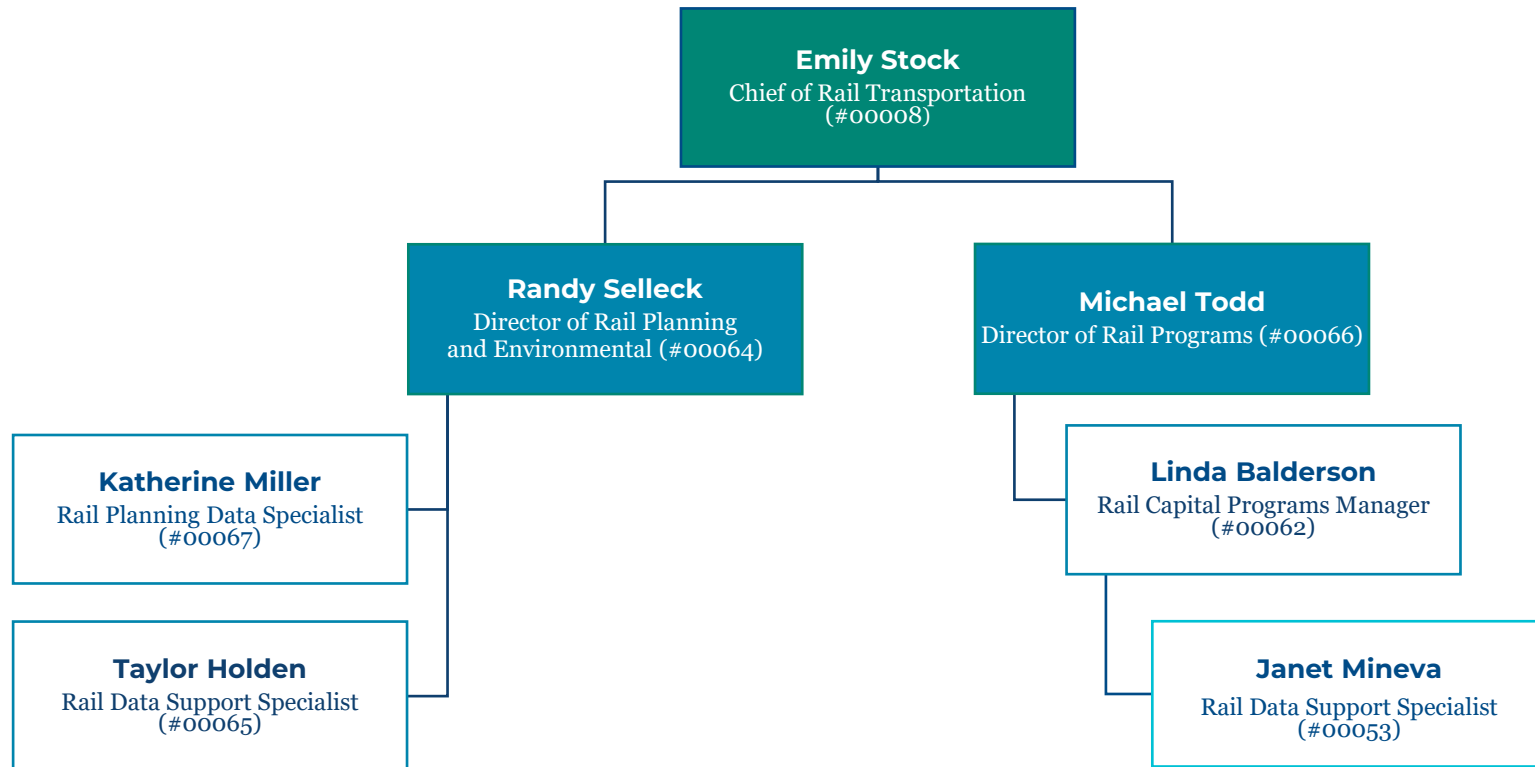 Emily Stock
Chief of Rail Transportation
(#00008)
Randy Selleck
Director of Rail Planning
and Environmental (#00064)
Michael Todd
Director of Rail Programs (#00066)
Katherine Miller
Rail Planning Data Specialist
(#00067)
Linda Balderson
Rail Capital Programs Manager
(#00062)
Taylor Holden
Rail Data Support Specialist
(#00065)
Janet Mineva
Rail Data Support Specialist
(#00053)